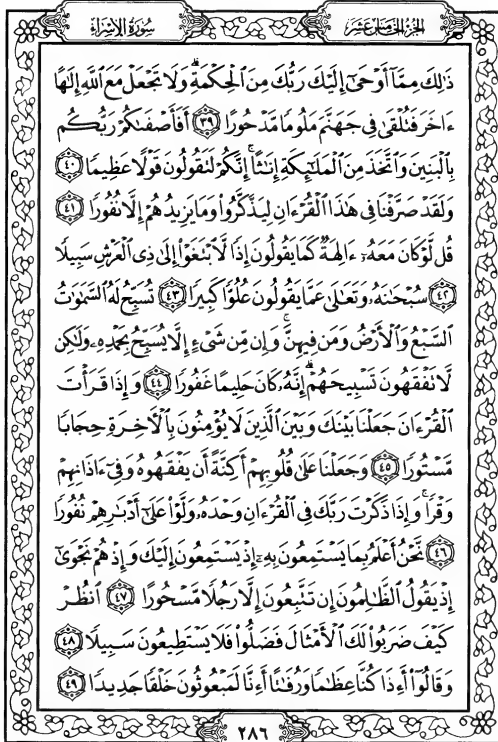 الجزء الخامس عشر
سورة الإسراء
ذَٰلِكَ مِمَّآ أَوْحَىٰٓ إِلَيْكَ رَبُّكَ مِنَ ٱلْحِكْمَةِ ۗ وَلَا تَجْعَلْ مَعَ ٱللَّهِ إِلَـٰهًا
ءَاخَرَ فَتُلْقَىٰ فِى جَهَنَّمَ مَلُومًا مَّدْحُورًا ٣٩ أَفَأَصْفَىٰكُمْ رَبُّكُم
بِٱلْبَنِينَ وَٱتَّخَذَ مِنَ ٱلْمَلَـٰٓئِكَةِ إِنَـٰثًا ۚ إِنَّكُمْ لَتَقُولُونَ قَوْلًا عَظِيمًا ٤٠
وَلَقَدْ صَرَّفْنَا فِى هَـٰذَا ٱلْقُرْءَانِ لِيَذَّكَّرُوا۟ وَمَا يَزِيدُهُمْ إِلَّا نُفُورًا ٤١
قُل لَّوْ كَانَ مَعَهُۥٓ ءَالِهَةٌ كَمَا يَقُولُونَ إِذًا لَّٱبْتَغَوْا۟ إِلَىٰ ذِى ٱلْعَرْشِ سَبِيلًا
٤٢ سُبْحَـٰنَهُۥ وَتَعَـٰلَىٰ عَمَّا يَقُولُونَ عُلُوًّا كَبِيرًا ٤٣ تُسَبِّحُ لَهُ ٱلسَّمَـٰوَٰتُ
ٱلسَّبْعُ وَٱلْأَرْضُ وَمَن فِيهِنَّ ۚ وَإِن مِّن شَىْءٍ إِلَّا يُسَبِّحُ بِحَمْدِهِۦ وَلَـٰكِن
لَّا تَفْقَهُونَ تَسْبِيحَهُمْ ۗ إِنَّهُۥ كَانَ حَلِيمًا غَفُورًا ٤٤ وَإِذَا قَرَأْتَ
ٱلْقُرْءَانَ جَعَلْنَا بَيْنَكَ وَبَيْنَ ٱلَّذِينَ لَا يُؤْمِنُونَ بِٱلْـَٔاخِرَةِ حِجَابًا
مَّسْتُورًا ٤٥ وَجَعَلْنَا عَلَىٰ قُلُوبِهِمْ أَكِنَّةً أَن يَفْقَهُوهُ وَفِىٓ ءَاذَانِهِمْ
وَقْرًا ۚ وَإِذَا ذَكَرْتَ رَبَّكَ فِى ٱلْقُرْءَانِ وَحْدَهُۥ وَلَّوْا۟ عَلَىٰٓ أَدْبَـٰرِهِمْ نُفُورًا
٤٦ نَّحْنُ أَعْلَمُ بِمَا يَسْتَمِعُونَ بِهِۦٓ إِذْ يَسْتَمِعُونَ إِلَيْكَ وَإِذْ هُمْ نَجْوَىٰٓ
إِذْ يَقُولُ ٱلظَّـٰلِمُونَ إِن تَتَّبِعُونَ إِلَّا رَجُلًا مَّسْحُورًا ٤٧ ٱنظُرْ
كَيْفَ ضَرَبُوا۟ لَكَ ٱلْأَمْثَالَ فَضَلُّوا۟ فَلَا يَسْتَطِيعُونَ سَبِيلًا ٤٨
وَقَالُوٓا۟ أَءِذَا كُنَّا عِظَـٰمًا وَرُفَـٰتًا أَءِنَّا لَمَبْعُوثُونَ خَلْقًا جَدِيدًا ٤٩
٢٨٦